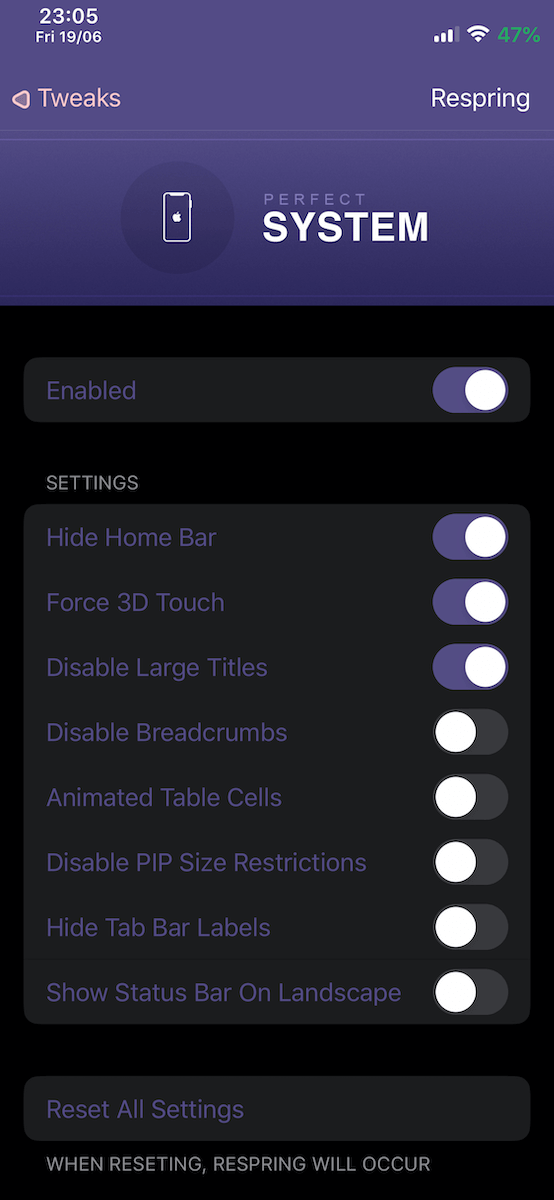 23:05
Fri 19/06
47%
Tweaks
Respring
PERFECT
SYSTEM
Enabled
SETTINGS
Hide Home Bar
Force 3D Touch
Disable Large Titles
Disable Breadcrumbs
Animated Table Cells
Disable PIP Size Restrictions
Hide Tab Bar Labels
Show Status Bar On Landscape
Reset All Settings
WHEN RESETING, RESPRING WILL OCCUR